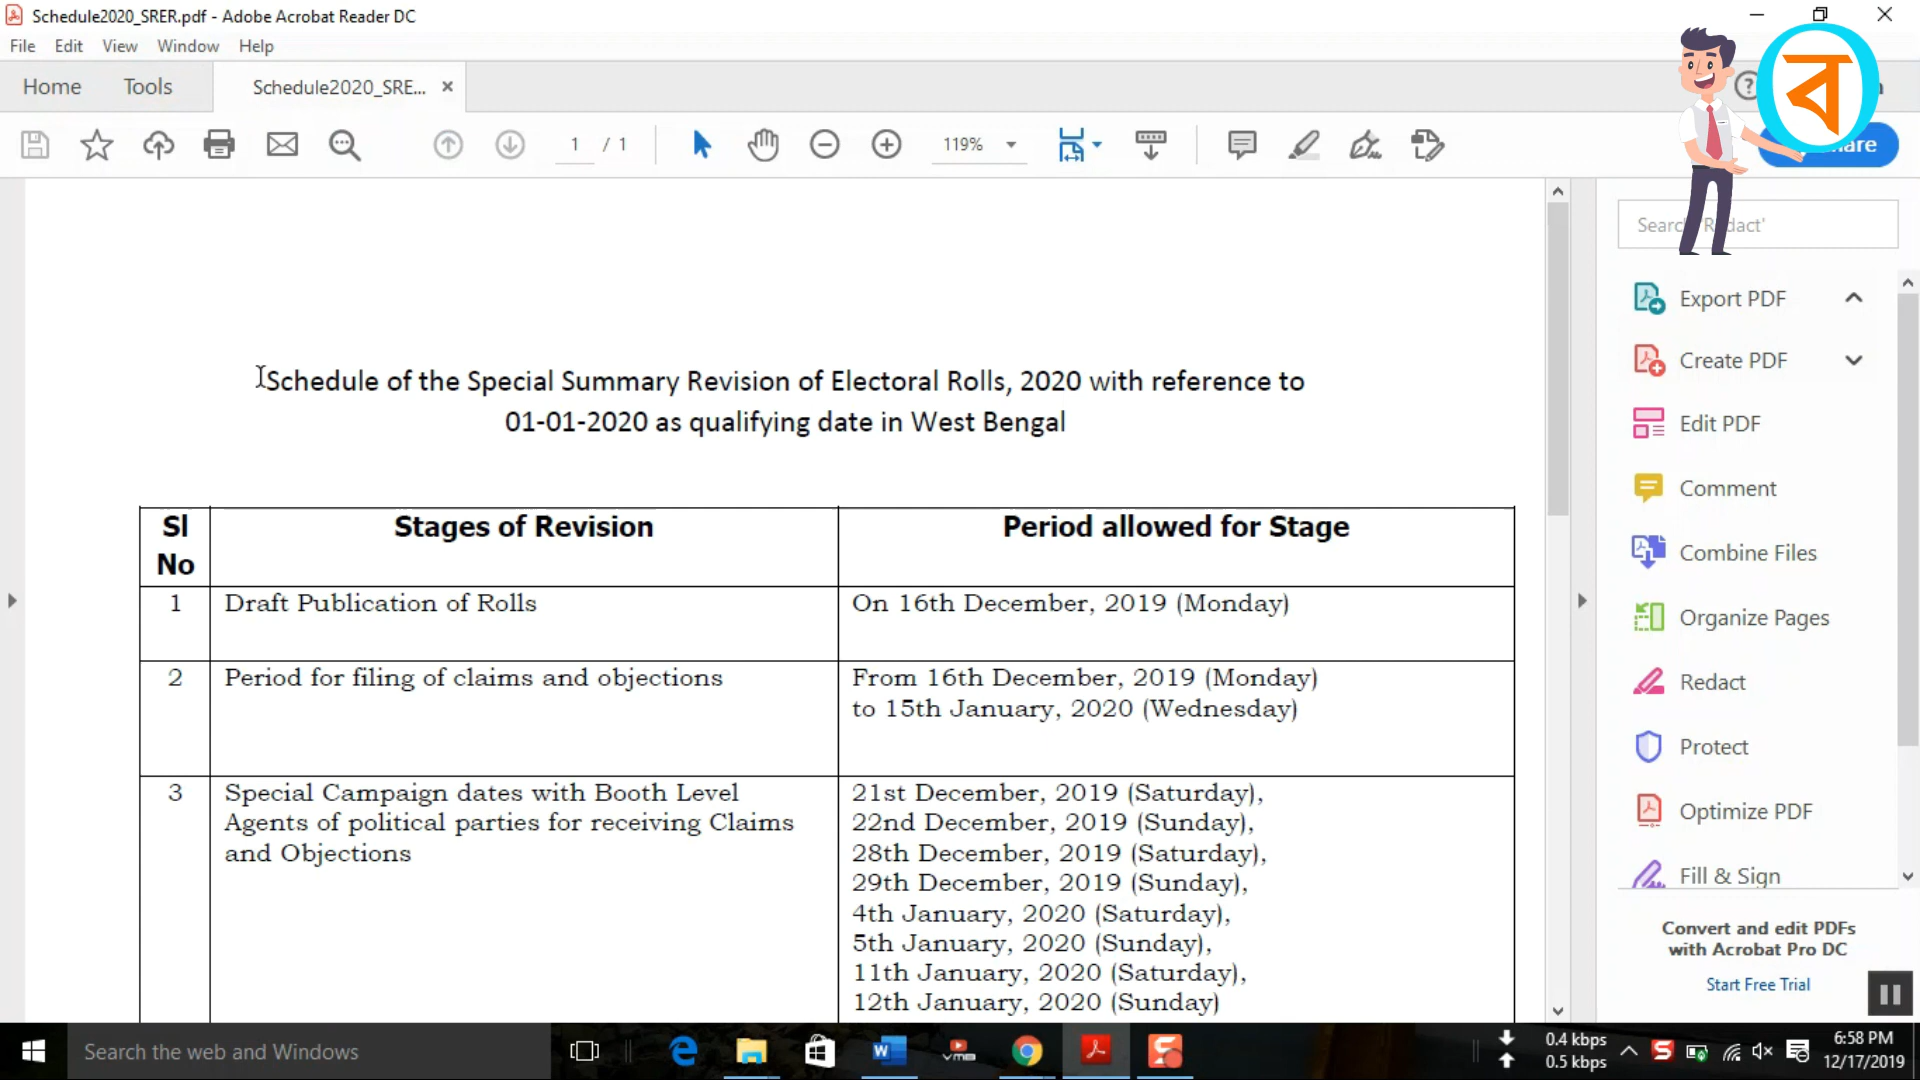 Schedule2020_SRER.pdf - Adobe Acrobat Reader DC
File Edit View Window Help
Home Tools Schedule2020_SRE... ×
1 / 1 119%
ব
Schedule of the Special Summary Revision of Electoral Rolls, 2020 with reference to
01-01-2020 as qualifying date in West Bengal
Sl No Stages of Revision Period allowed for Stage
1 Draft Publication of Rolls On 16th December, 2019 (Monday)
2 Period for filing of claims and objections From 16th December, 2019 (Monday)
to 15th January, 2020 (Wednesday)
3 Special Campaign dates with Booth Level
Agents of political parties for receiving Claims
and Objections
21st December, 2019 (Saturday),
22nd December, 2019 (Sunday),
28th December, 2019 (Saturday),
29th December, 2019 (Sunday),
4th January, 2020 (Saturday),
5th January, 2020 (Sunday),
11th January, 2020 (Saturday),
12th January, 2020 (Sunday)
Export PDF
Create PDF
Edit PDF
Comment
Combine Files
Organize Pages
Redact
Protect
Optimize PDF
Fill & Sign
Convert and edit PDFs
with Acrobat Pro DC
Start Free Trial
Search the web and Windows
0.4 kbps
0.5 kbps
6:58 PM
12/17/2019